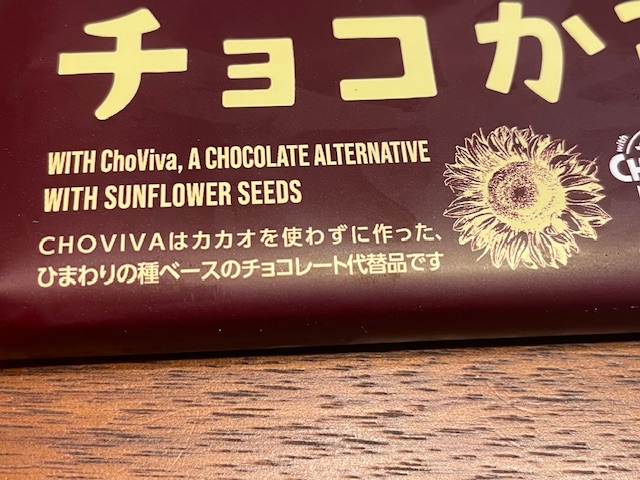 チョコか
WITH ChoViva, A CHOCOLATE ALTERNATIVE
WITH SUNFLOWER SEEDS
CHOVIVAはカカオを使わずに作った、
ひまわりの種ベースのチョコレート代替品です
with